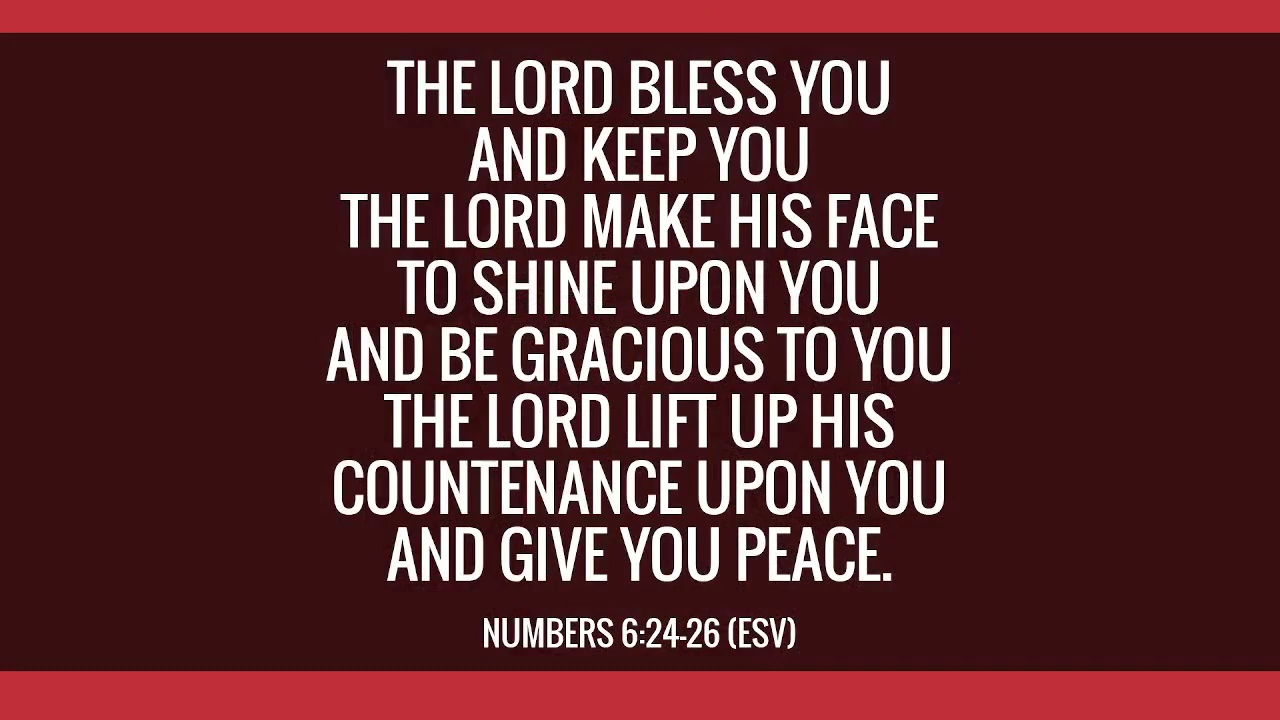 THE LORD BLESS YOU
AND KEEP YOU
THE LORD MAKE HIS FACE
TO SHINE UPON YOU
AND BE GRACIOUS TO YOU
THE LORD LIFT UP HIS
COUNTENANCE UPON YOU
AND GIVE YOU PEACE.
NUMBERS 6:24-26 (ESV)